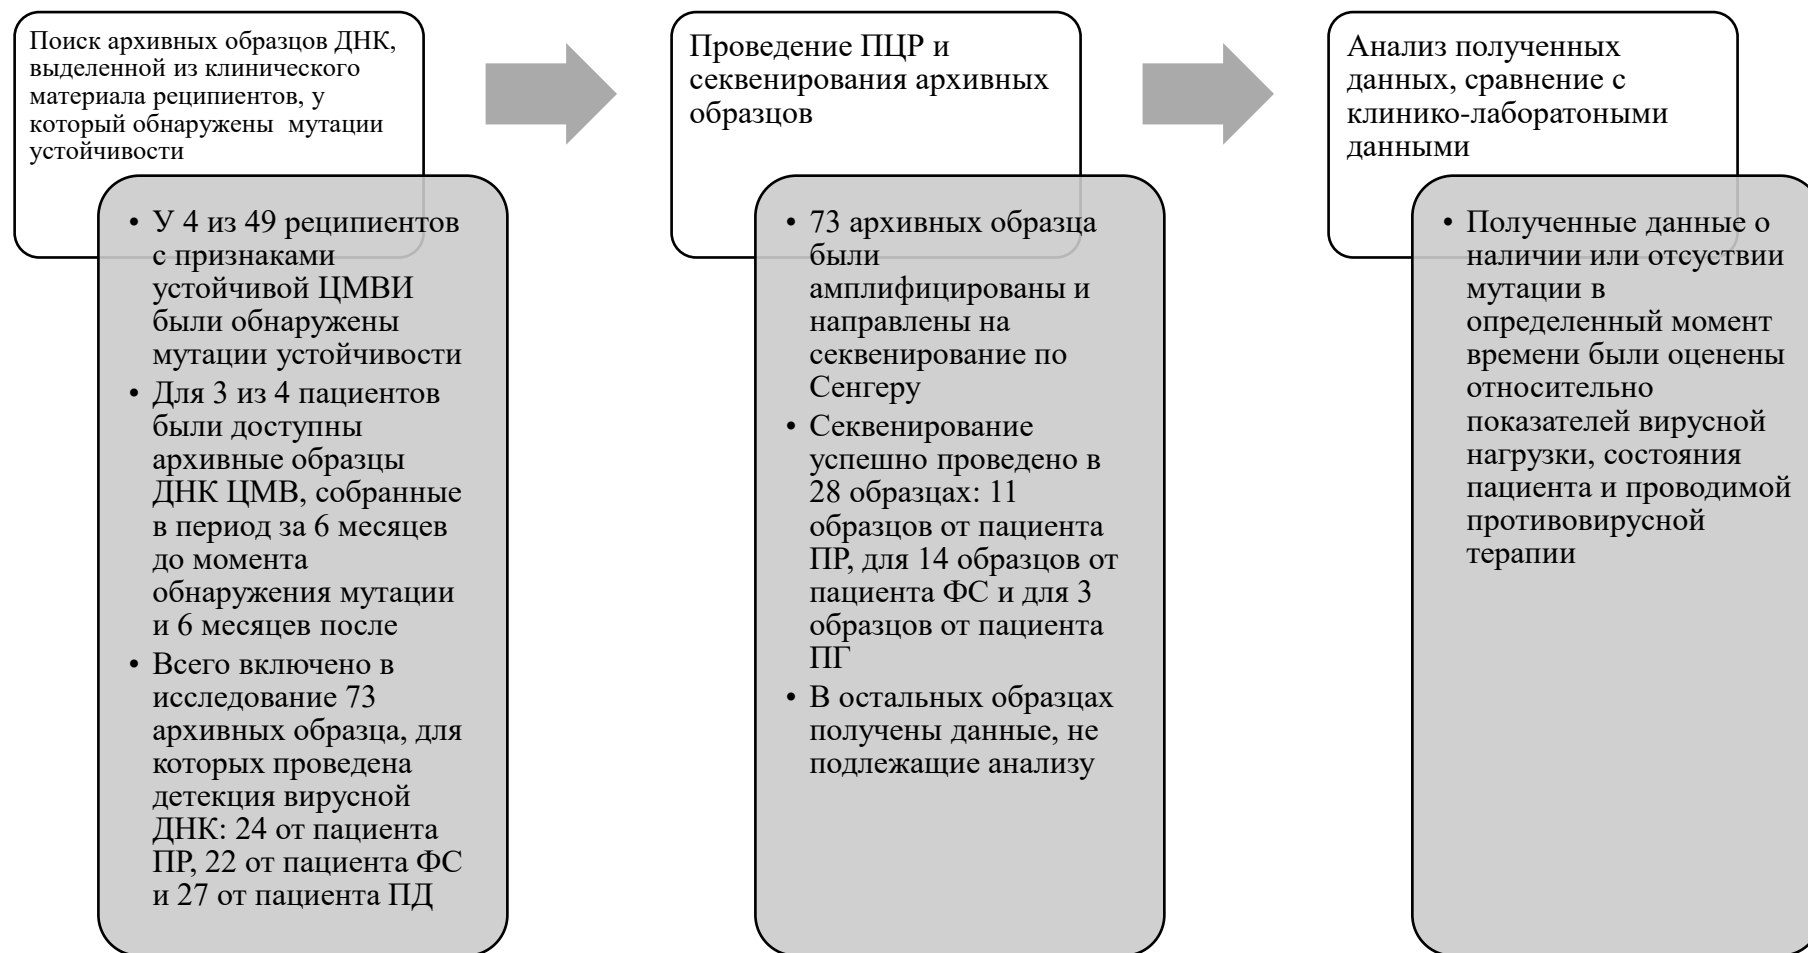 Поиск архивных образцов ДНК,
выделенной из клинического
материала реципиентов, у
который обнаружены мутации
устойчивости
• У 4 из 49 реципиентов
с признаками
устойчивой ЦМВИ
были обнаружены
мутации устойчивости
• Для 3 из 4 пациентов
были доступны
архивные образцы
ДНК ЦМВ, собранные
в период за 6 месяцев
до момента
обнаружения мутации
и 6 месяцев после
• Всего включено в
исследование 73
архивных образца, для
которых проведена
детекция вирусной
ДНК: 24 от пациента
ПР, 22 от пациента ФС
и 27 от пациента ПД
Проведение ПЦР и
секвенирования архивных
образцов
• 73 архивных образца
были
амплифицированы и
направлены на
секвенирование по
Сенгеру
• Секвенирование
успешно проведено в
28 образцах: 11
образцов от пациента
ПР, для 14 образцов от
пациента ФС и для 3
образцов от пациента
ПГ
• В остальных образцах
получены данные, не
подлежащие анализу
Анализ полученных
данных, сравнение с
клинико-лаборатоными
данными
• Полученные данные о
наличии или отсуствии
мутации в
определенный момент
времени были оценены
относительно
показателей вирусной
нагрузки, состояния
пациента и проводимой
противовирусной
терапии